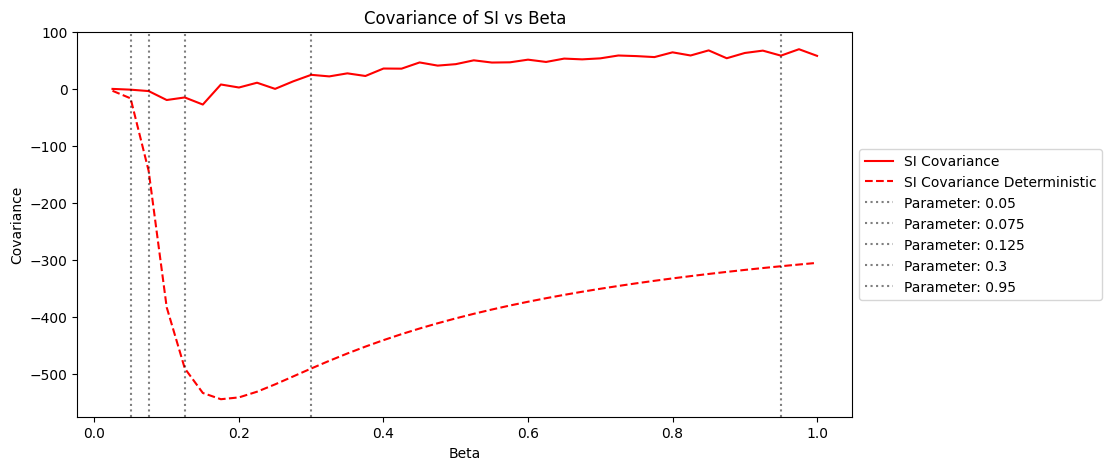 Covariance of SI vs Beta
100
0
−100
−200
−300
−400
−500
Covariance
0.0
0.2
0.4
0.6
0.8
1.0
Beta
SI Covariance
SI Covariance Deterministic
Parameter: 0.05
Parameter: 0.075
Parameter: 0.125
Parameter: 0.3
Parameter: 0.95